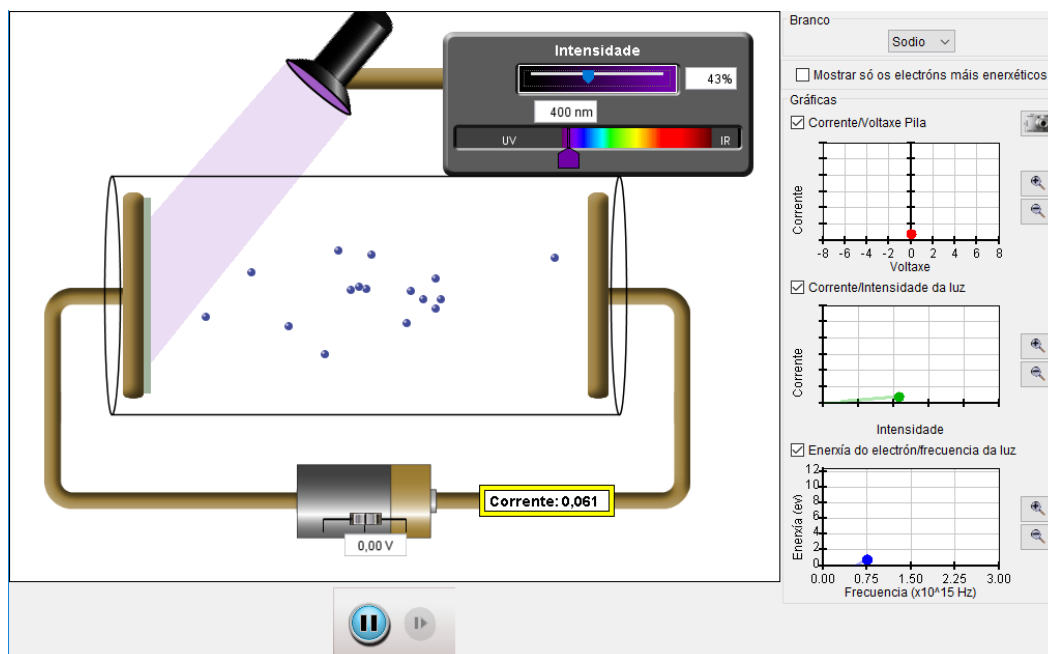 Intensidade
43%
400 nm
UV
IR
Corrente: 0,061
0,00 V
Branco
Sodio
Mostrar só os electróns máis enerxéticos
Gráficas
Corrente/Voltaxe Pila
Corrente
-8 -6 -4 -2 0 2 4 6 8
Voltaxe
Corrente/Intensidade da luz
Corrente
Intensidade
Enerxía do electrón/frecuencia da luz
Enerxía (ev)
12
10
8
6
4
2
0
0.00 0.75 1.50 2.25 3.00
Frecuencia (x10^15 Hz)